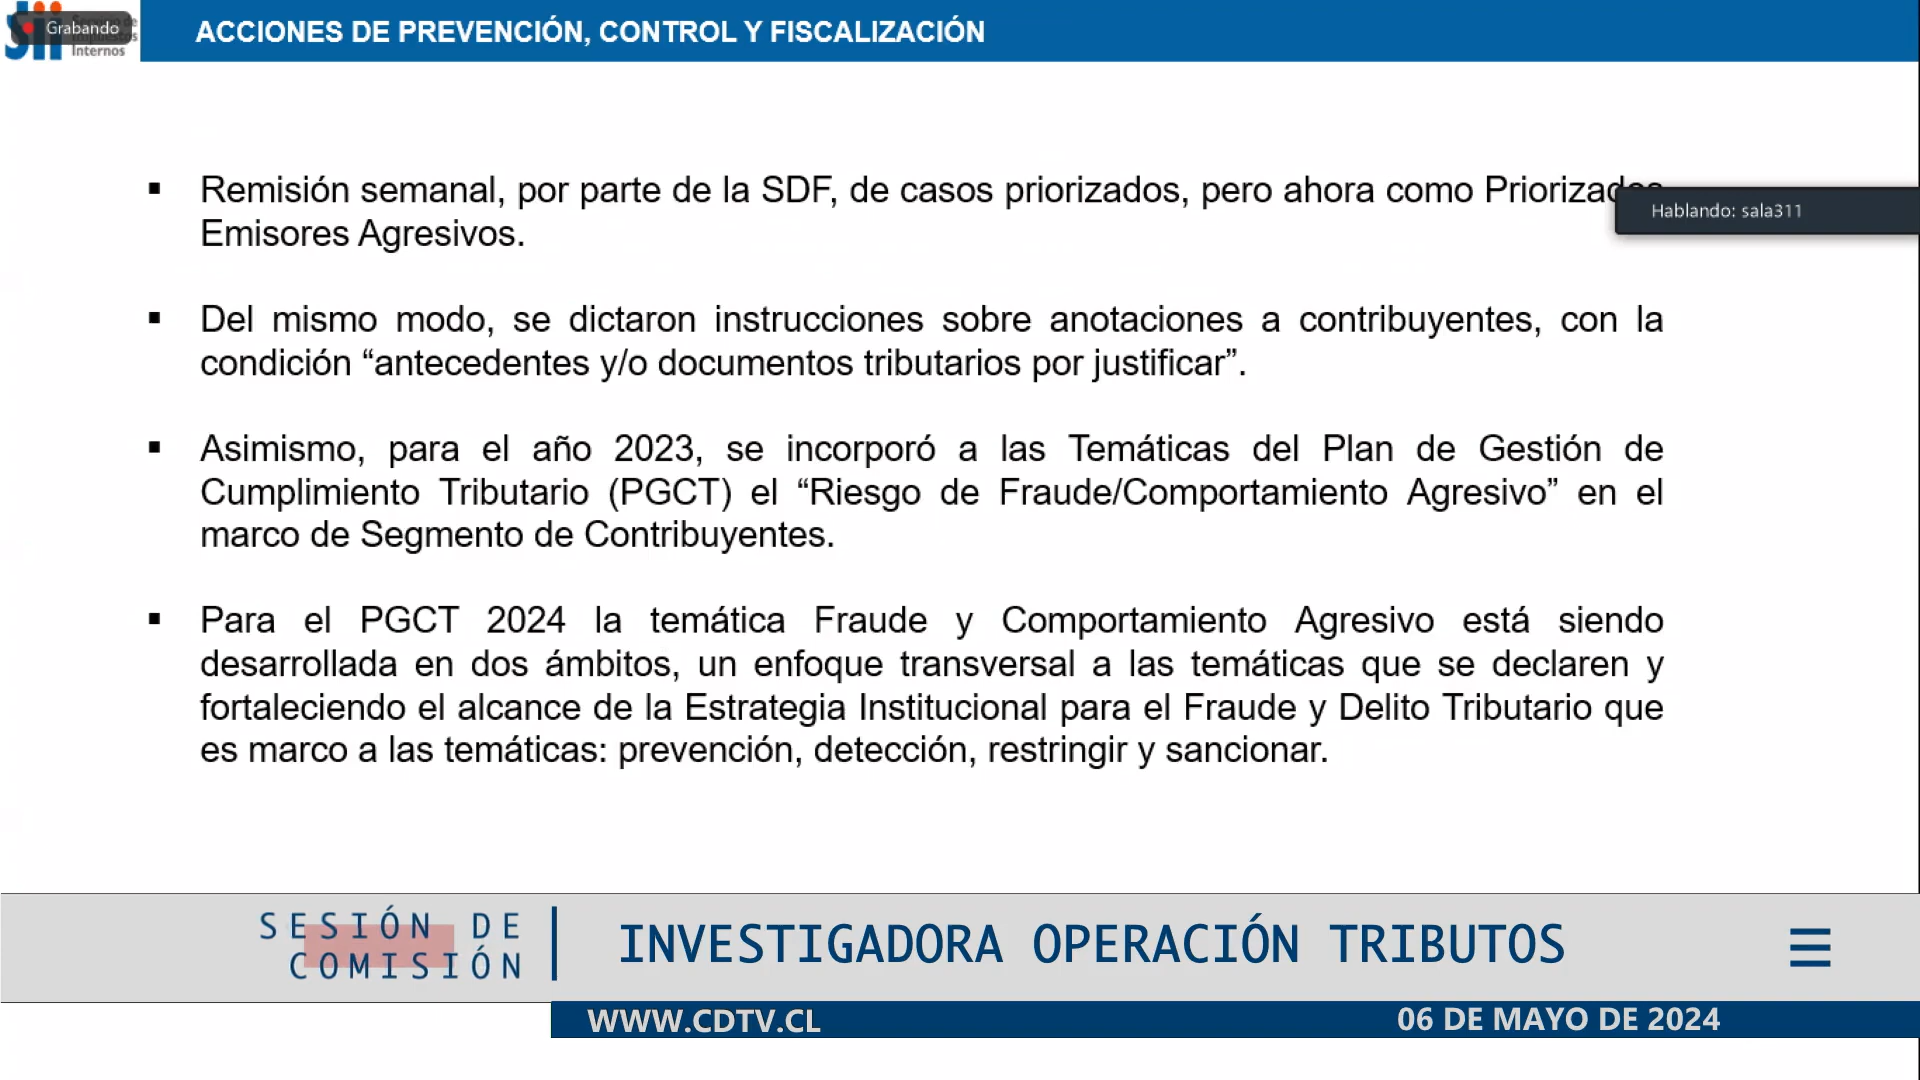 sii
Grabando
Internos
ACCIONES DE PREVENCIÓN, CONTROL Y FISCALIZACIÓN
▪ Remisión semanal, por parte de la SDF, de casos priorizados, pero ahora como Priorizados
Hablando: sala311
Emisores Agresivos.
▪ Del mismo modo, se dictaron instrucciones sobre anotaciones a contribuyentes, con la
condición “antecedentes y/o documentos tributarios por justificar”.
▪ Asimismo, para el año 2023, se incorporó a las Temáticas del Plan de Gestión de
Cumplimiento Tributario (PGCT) el “Riesgo de Fraude/Comportamiento Agresivo” en el
marco de Segmento de Contribuyentes.
▪ Para el PGCT 2024 la temática Fraude y Comportamiento Agresivo está siendo
desarrollada en dos ámbitos, un enfoque transversal a las temáticas que se declaren y
fortaleciendo el alcance de la Estrategia Institucional para el Fraude y Delito Tributario que
es marco a las temáticas: prevención, detección, restringir y sancionar.
SESIÓN DE
COMISIÓN
INVESTIGADORA OPERACIÓN TRIBUTOS
WWW.CDTV.CL
06 DE MAYO DE 2024